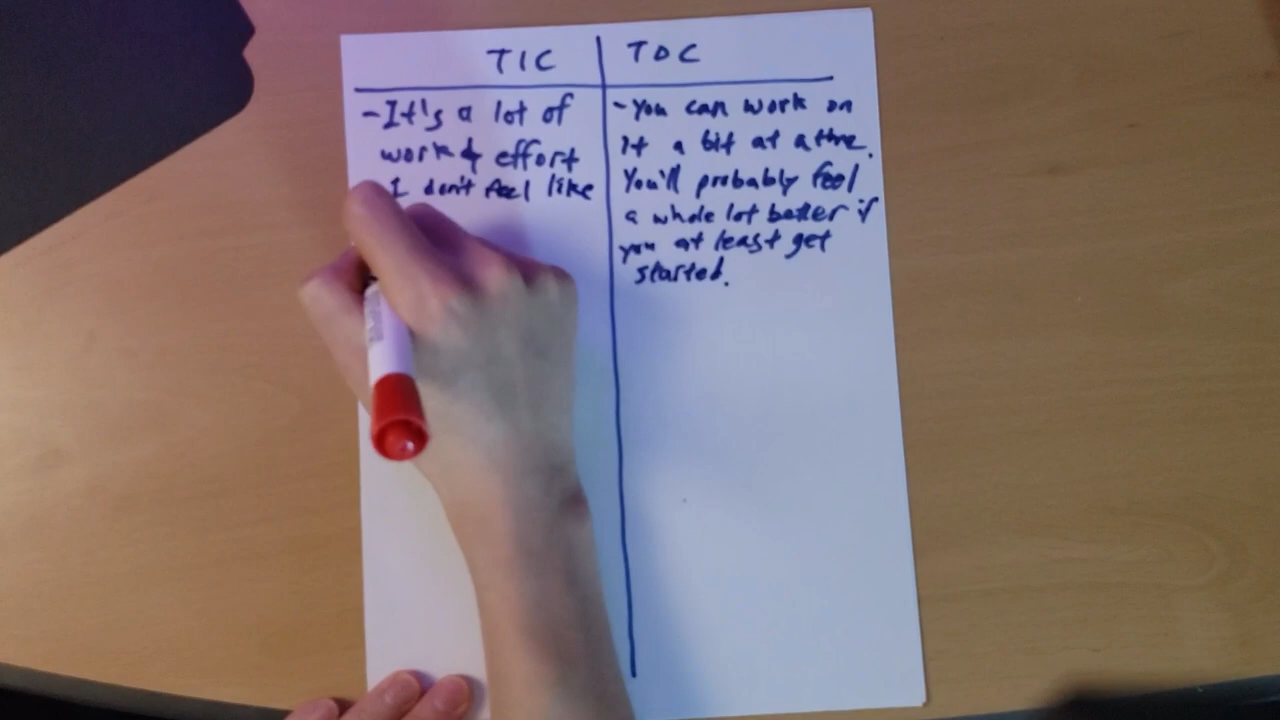 TIC
TOC
-It's a lot of
work & effort
I don't feel like
-You can work on
It a bit at a time.
You'll probably feel
a whole lot better if
you at least get
started.